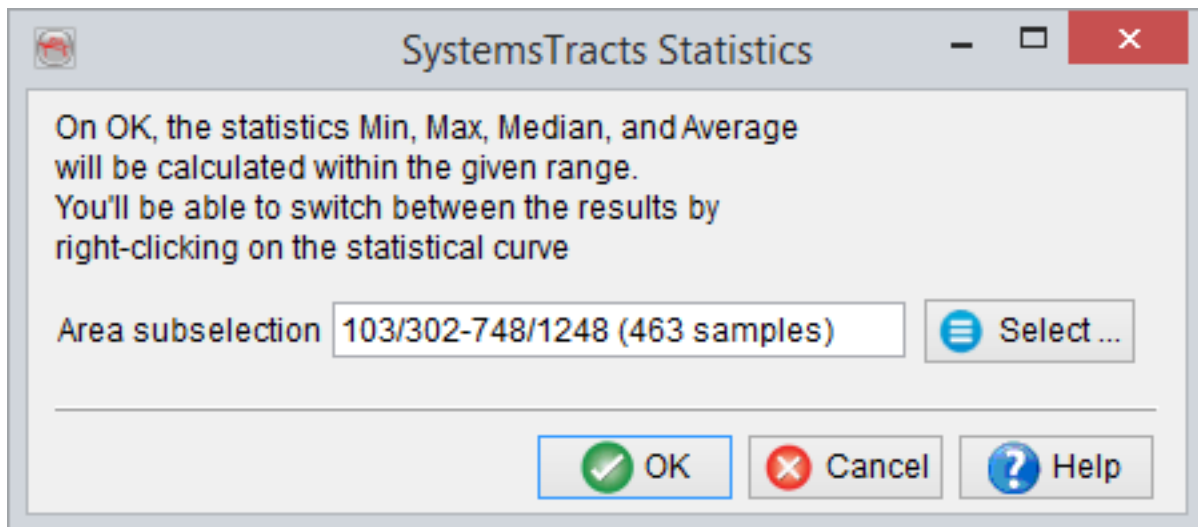 SystemsTracts Statistics
On OK, the statistics Min, Max, Median, and Average
will be calculated within the given range.
You'll be able to switch between the results by
right-clicking on the statistical curve
Area subselection 103/302-748/1248 (463 samples) Select ...
OK Cancel Help